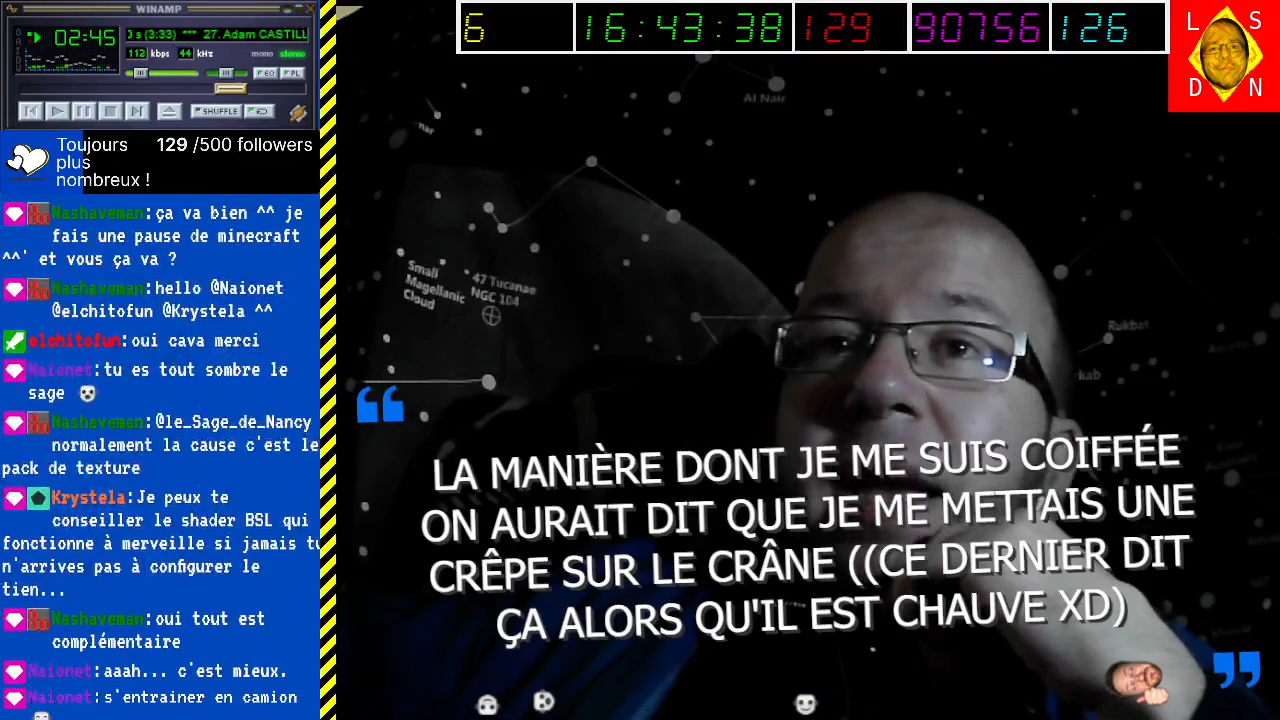 WINAMP
02:45
D s (3:33) *** 27. Adam CASTILL
112 kbps 44 kHz mono stereo
EQ PL
SHUFFLE
Toujours plus nombreux !
129 /500 followers
Nashaveman: ça va bien ^^ je
fais une pause de minecraft
^^' et vous ça va ?
Nashaveman: hello @Naionet
@elchitofun @Krystela ^^
elchitofun: oui cava merci
Naionet: tu es tout sombre le
sage
Nashaveman: @le_Sage_de_Nancy
normalement la cause c'est le
pack de texture
Krystela: Je peux te
conseiller le shader BSL qui
fonctionne à merveille si jamais tu
n'arrives pas à configurer le
tien...
Nashaveman: oui tout est
complémentaire
Naionet: aaah... c'est mieux.
Naionet: s'entrainer en camion
6 16:43:38 129 90756 126
L S
D N
Al Nair
nar
Small
Magellanic
Cloud
47 Tucanae
NGC 104
Rukbat
kab
“
LA MANIÈRE DONT JE ME SUIS COIFFÉE
ON AURAIT DIT QUE JE ME METTAIS UNE
CRÊPE SUR LE CRÂNE ((CE DERNIER DIT
ÇA ALORS QU'IL EST CHAUVE XD)
”